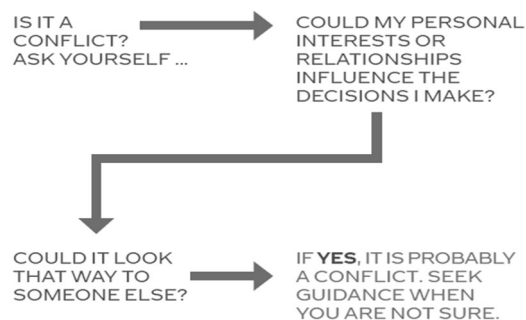 IS IT A
CONFLICT?
ASK YOURSELF ...
COULD MY PERSONAL
INTERESTS OR
RELATIONSHIPS
INFLUENCE THE
DECISIONS I MAKE?
COULD IT LOOK
THAT WAY TO
SOMEONE ELSE?
IF YES, IT IS PROBABLY
A CONFLICT. SEEK
GUIDANCE WHEN
YOU ARE NOT SURE.